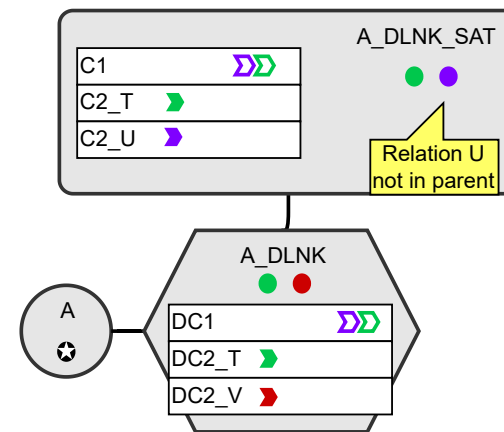 A_DLNK_SAT
C1
C2_T
C2_U
Relation U
not in parent
A_DLNK
A
DC1
DC2_T
DC2_V